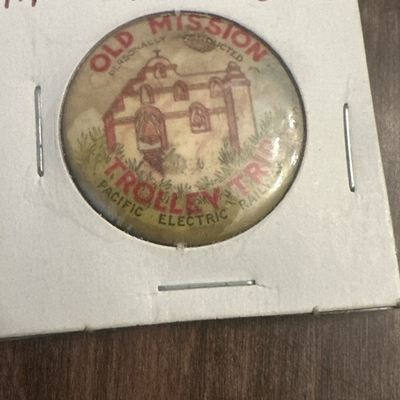 OLD MISSION
PERSONALLY CONDUCTED
TROLLEY TRIP
PACIFIC ELECTRIC RAILWAY